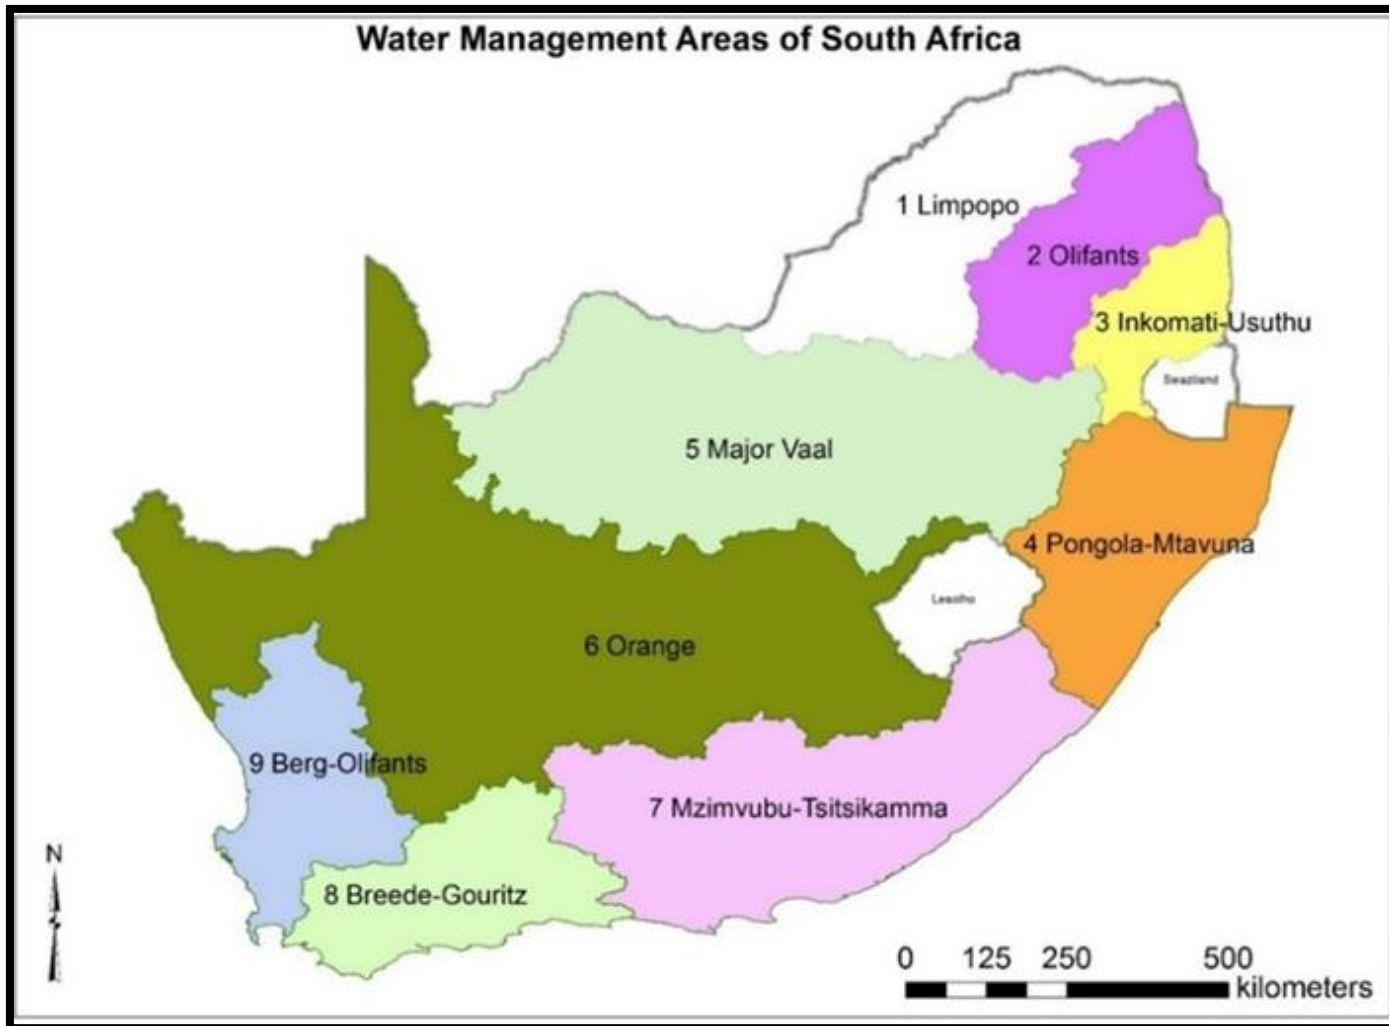 Water Management Areas of South Africa
1 Limpopo
2 Olifants
3 Inkomati-Usuthu
Swaziland
5 Major Vaal
4 Pongola-Mtavuna
Lesotho
6 Orange
9 Berg-Olifants
7 Mzimvubu-Tsitsikamma
8 Breede-Gouritz
N
0 125 250 500
kilometers